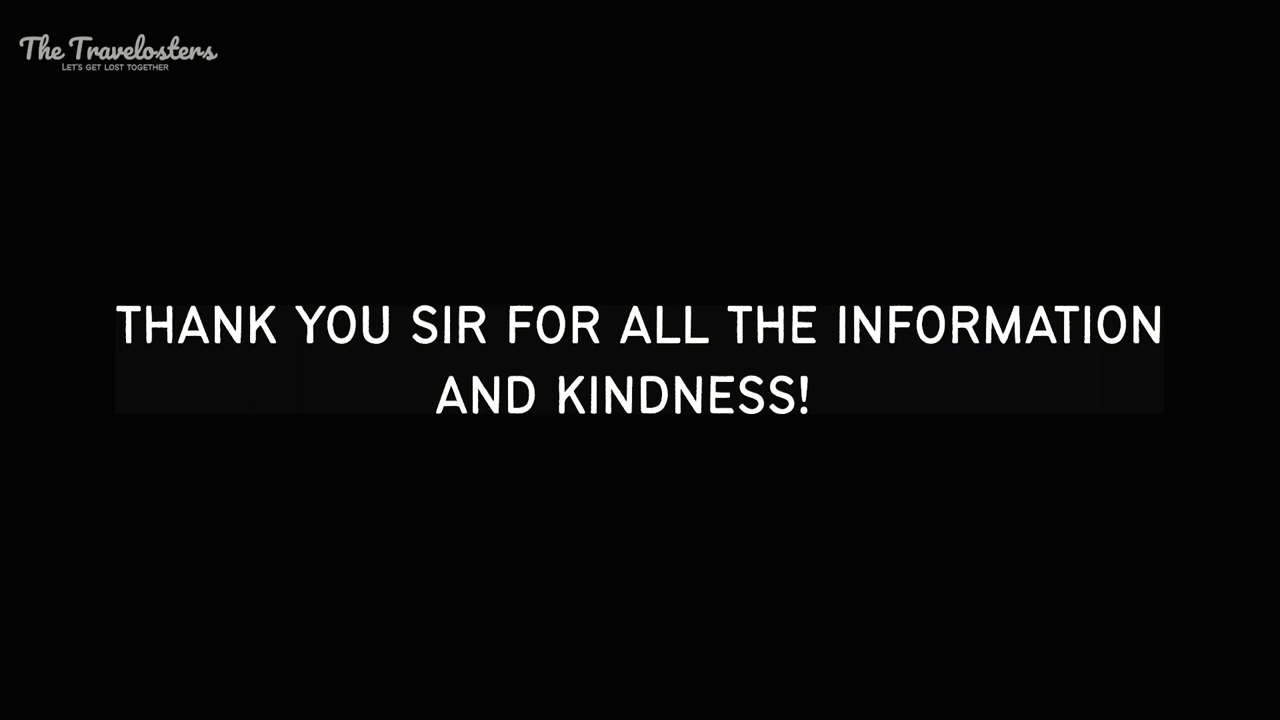 The Travelosters
LET'S GET LOST TOGETHER
THANK YOU SIR FOR ALL THE INFORMATION
AND KINDNESS!